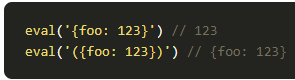 eval('{foo: 123}') // 123
eval('({foo: 123})') // {foo: 123}